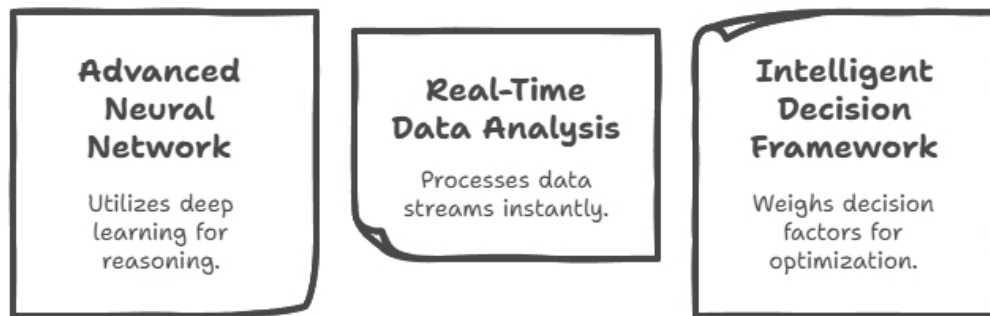 Advanced
Neural
Network
Utilizes deep
learning for
reasoning.
Real-Time
Data Analysis
Processes data
streams instantly.
Intelligent
Decision
Framework
Weighs decision
factors for
optimization.